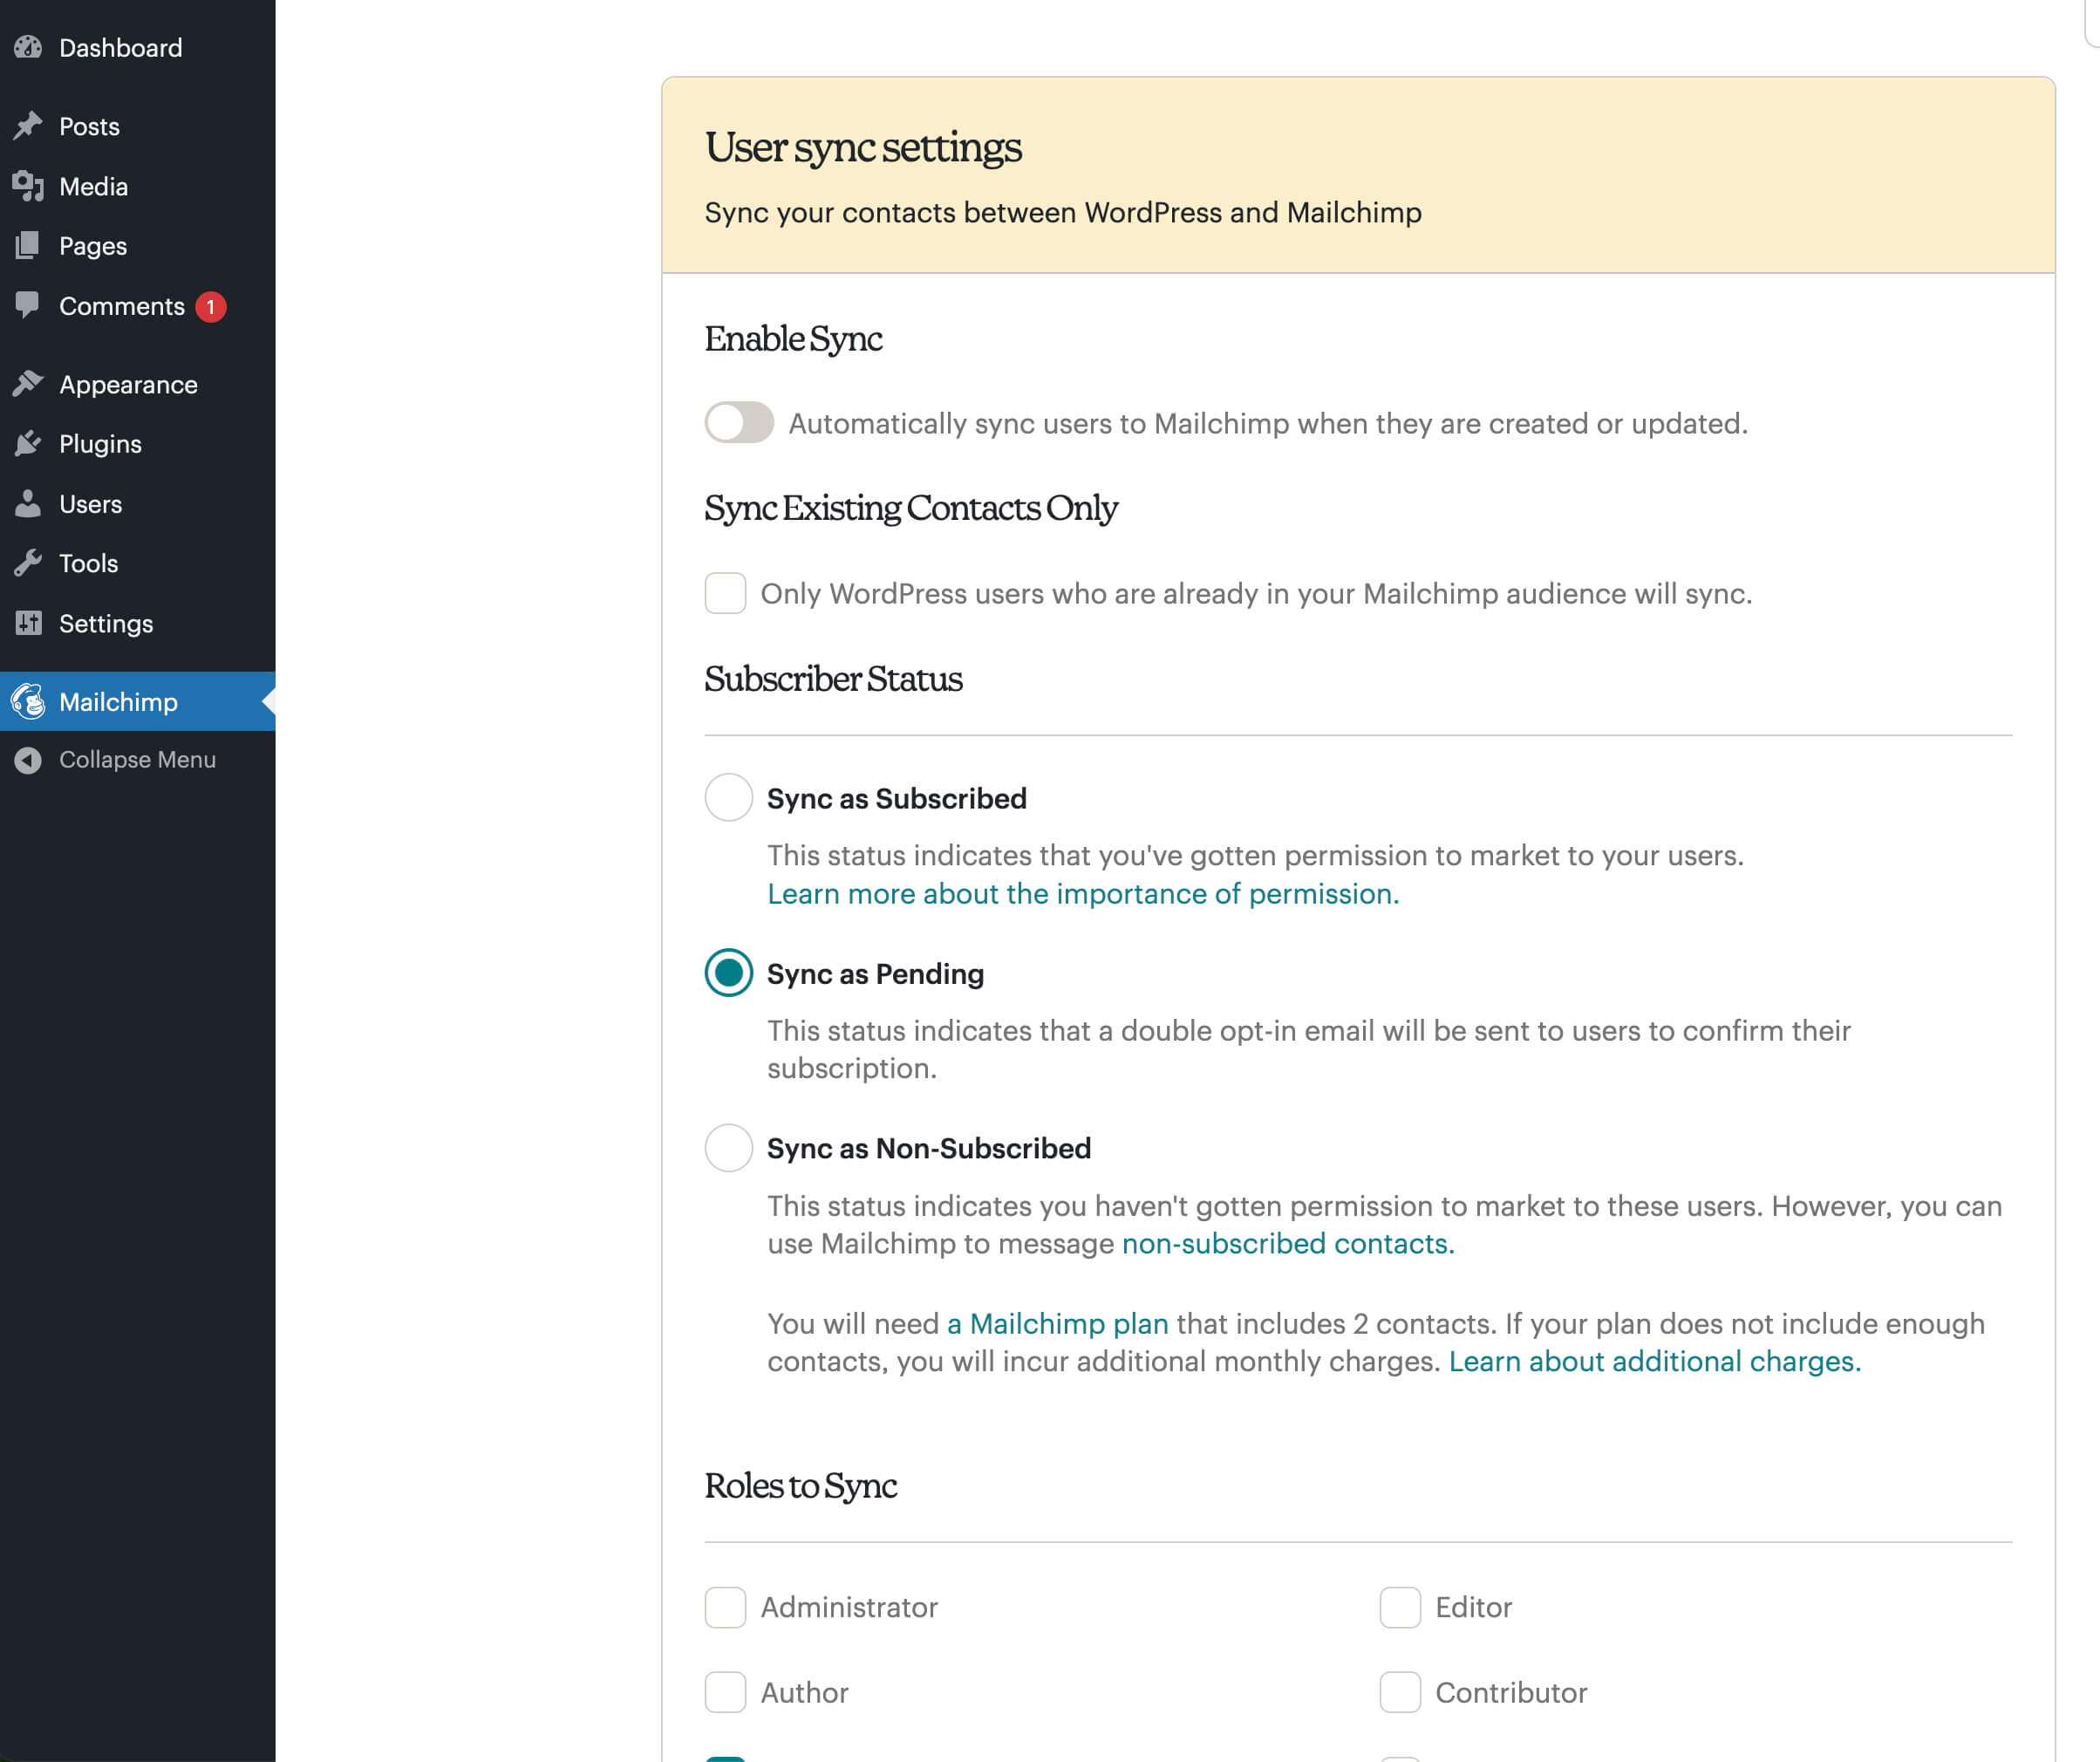 Dashboard
Posts
Media
Pages
Comments 1
Appearance
Plugins
Users
Tools
Settings
Mailchimp
Collapse Menu
User sync settings
Sync your contacts between WordPress and Mailchimp
Enable Sync
Automatically sync users to Mailchimp when they are created or updated.
Sync Existing Contacts Only
Only WordPress users who are already in your Mailchimp audience will sync.
Subscriber Status
Sync as Subscribed
This status indicates that you've gotten permission to market to your users.
Learn more about the importance of permission.
Sync as Pending
This status indicates that a double opt-in email will be sent to users to confirm their
subscription.
Sync as Non-Subscribed
This status indicates you haven't gotten permission to market to these users. However, you can
use Mailchimp to message non-subscribed contacts.
You will need a Mailchimp plan that includes 2 contacts. If your plan does not include enough
contacts, you will incur additional monthly charges. Learn about additional charges.
Roles to Sync
Administrator
Editor
Author
Contributor